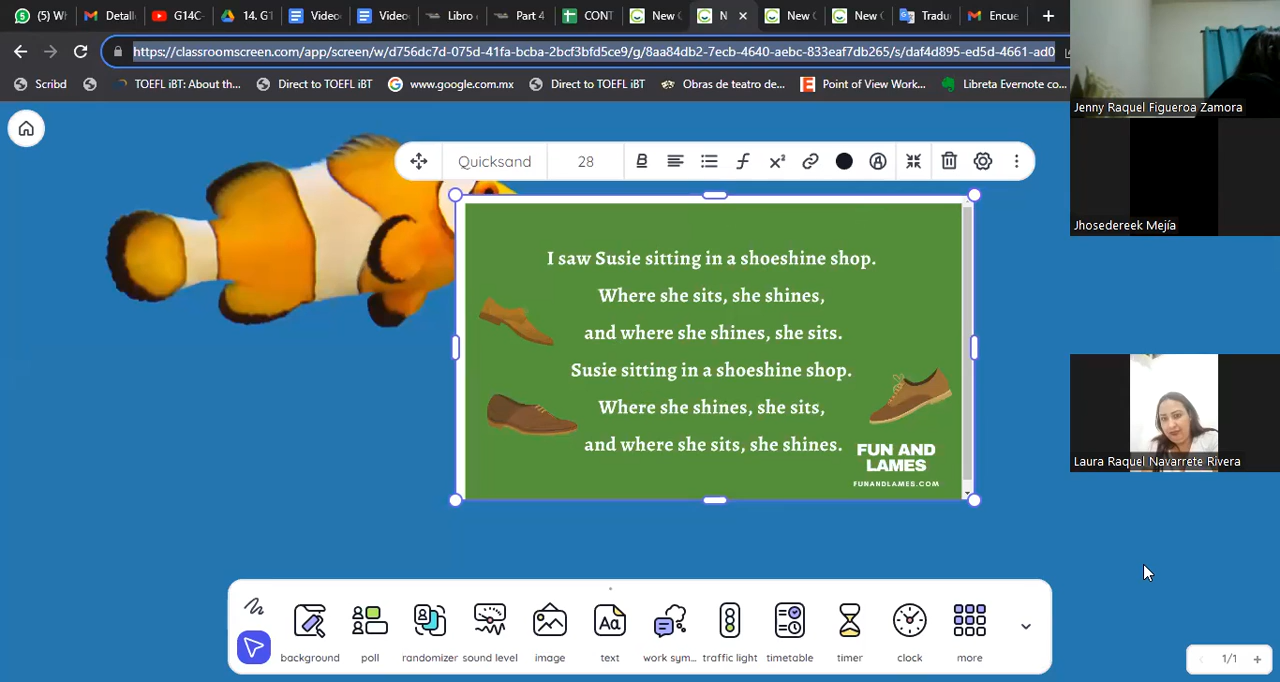 (5) W
Detall
G14C-
14. G1
Video
Video
Libro
Part 4
CONT
New
N
New
New
Tradu
Encue
https://classroomscreen.com/app/screen/w/d756dc7d-075d-41fa-bcba-2bcf3bfd5ce9/g/8aa84db2-7ecb-4640-aebc-833eaf7db265/s/daf4d895-ed5d-4661-ad0
Scribd
TOEFL iBT: About th...
Direct to TOEFL iBT
www.google.com.mx
Direct to TOEFL iBT
Obras de teatro de...
Point of View Work...
Libreta Evernote co...
Jenny Raquel Figueroa Zamora
Quicksand
28
I saw Susie sitting in a shoeshine shop.
Where she sits, she shines,
and where she shines, she sits.
Susie sitting in a shoeshine shop.
Where she shines, she sits,
and where she sits, she shines.
FUN AND
LAMES
FUNANDLAMES.COM
Jhosedereek Mejía
Laura Raquel Navarrete Rivera
background
poll
randomizer
sound level
image
text
work sym...
traffic light
timetable
timer
clock
more
1/1